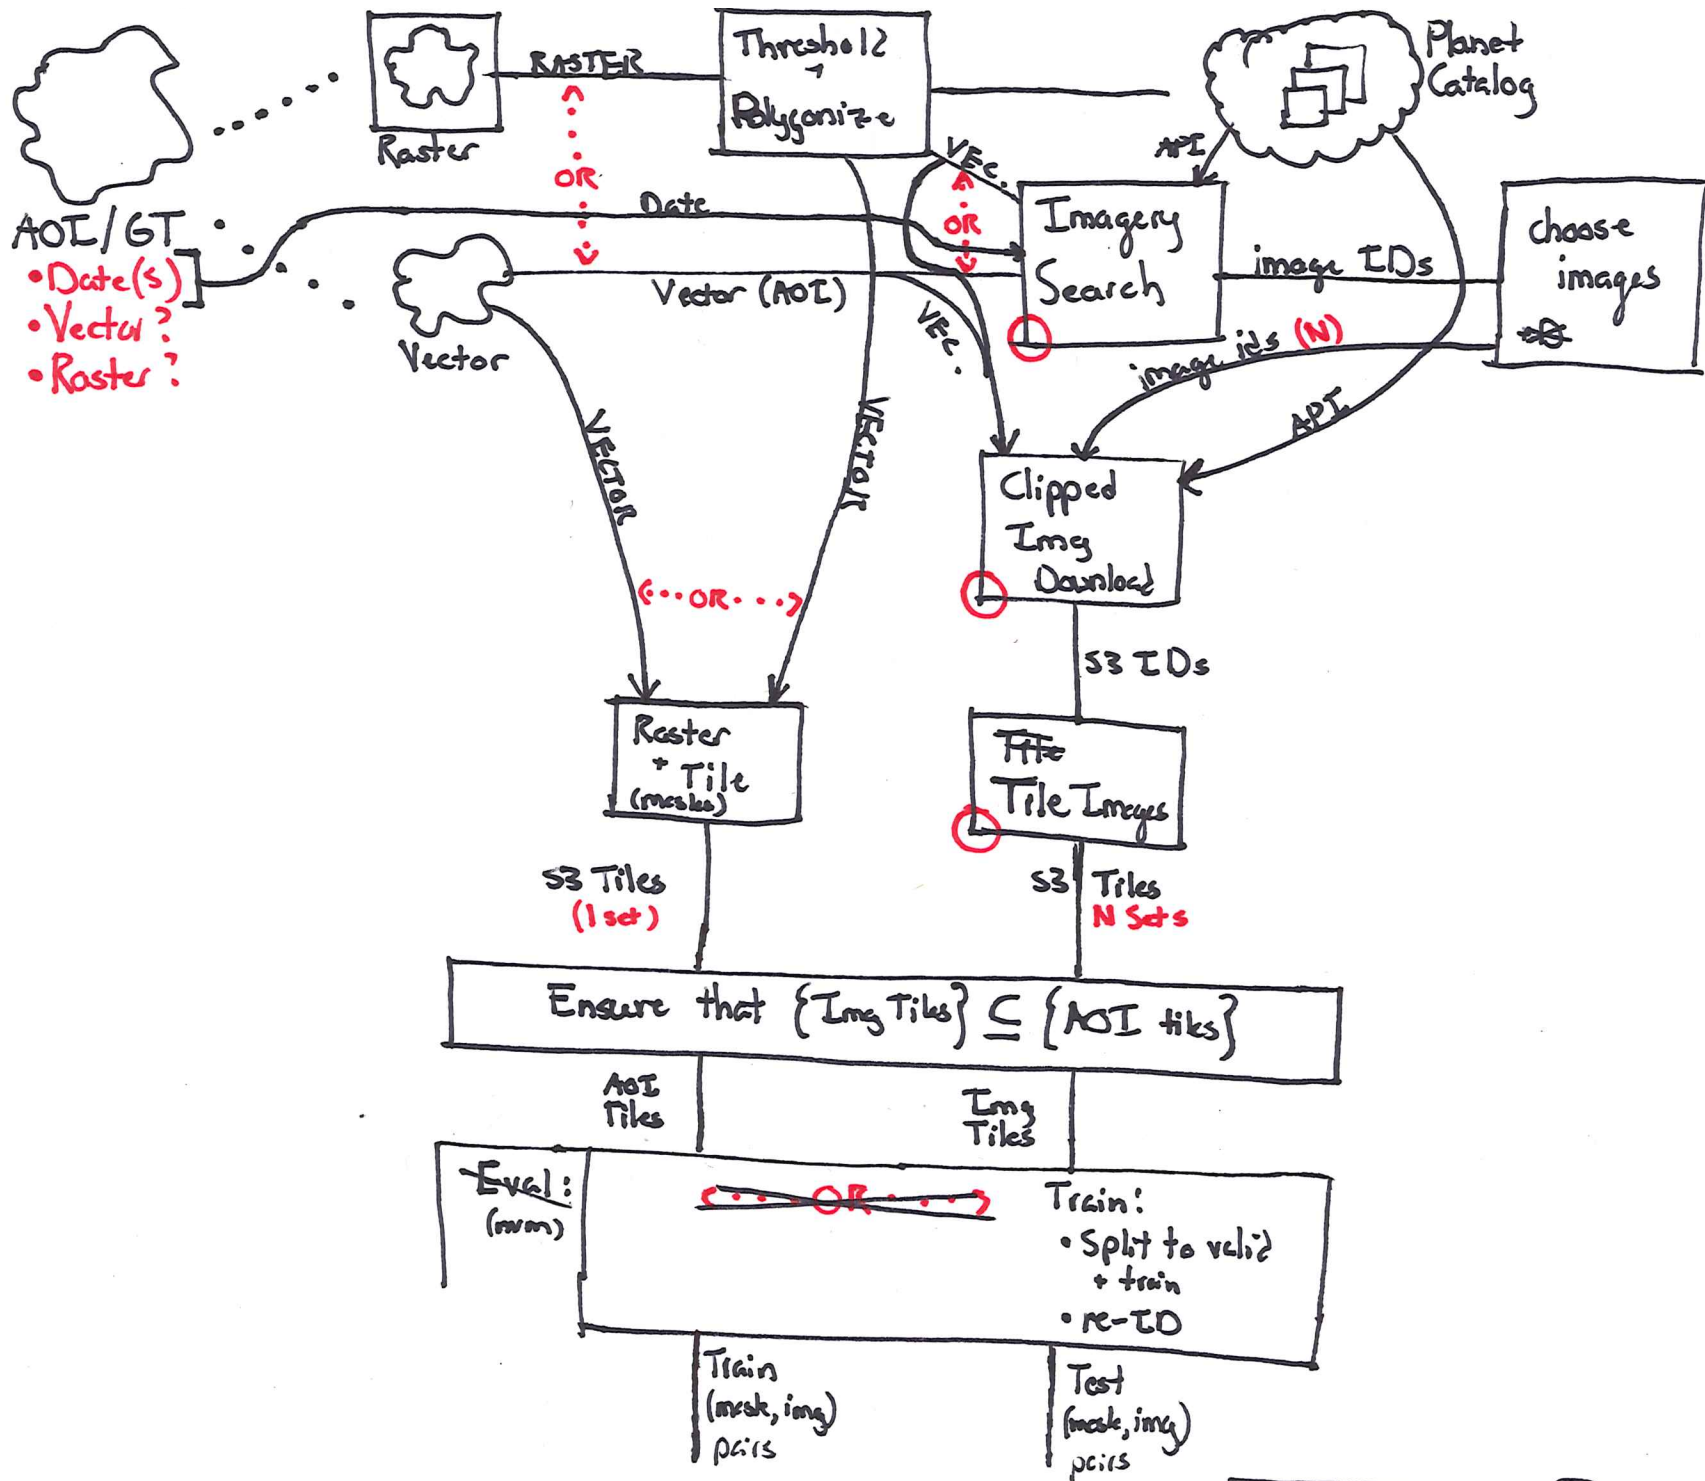 Threshold
+
Polygonize
Planet
Catalog
RASTER
Raster
OR
VEC.
API
AOI/GT
• Date(s)
• Vector?
• Raster?
Date
OR
Imagery
Search
image IDs
choose
images
Vector (AOI)
Vector
VEC.
image ids (N)
API
VECTOR
VECTOR
Clipped
Img
Download
OR
S3 IDs
Raster
+ Tile
(masks)
Tile Images
S3 Tiles
(1 set)
S3 Tiles
N Sets
Ensure that {Img Tiles} ⊆ {AOI tiles}
AOI
Tiles
Img
Tiles
Eval:
OR
Train:
• Split to valid
+ train
• re-ID
Train
(mask, img)
pairs
Test
(mask, img)
pairs